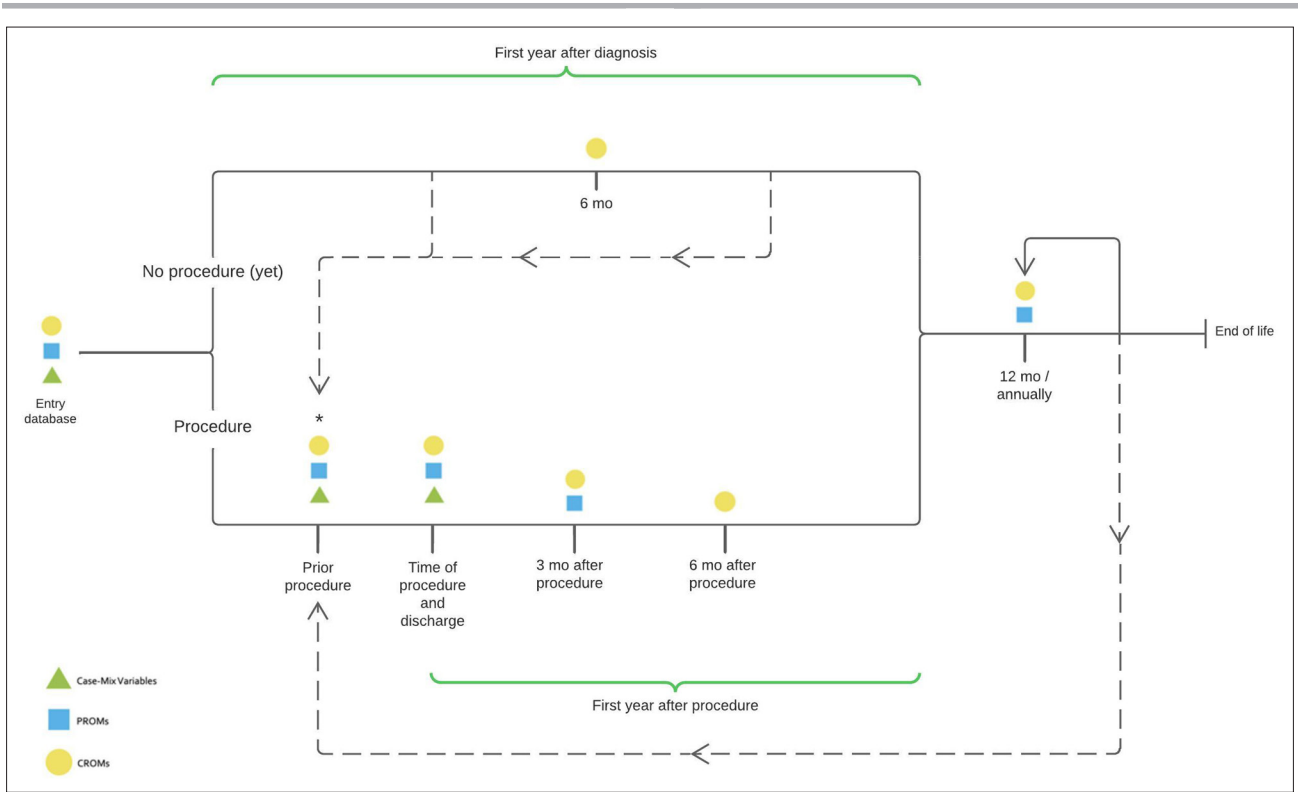 First year after diagnosis
6 mo
No procedure (yet)
Entry
database
Procedure
*
12 mo /
annually
End of life
Prior
procedure
Time of
procedure
and
discharge
3 mo after
procedure
6 mo after
procedure
First year after procedure
Case-Mix Variables
PROMs
CROMs